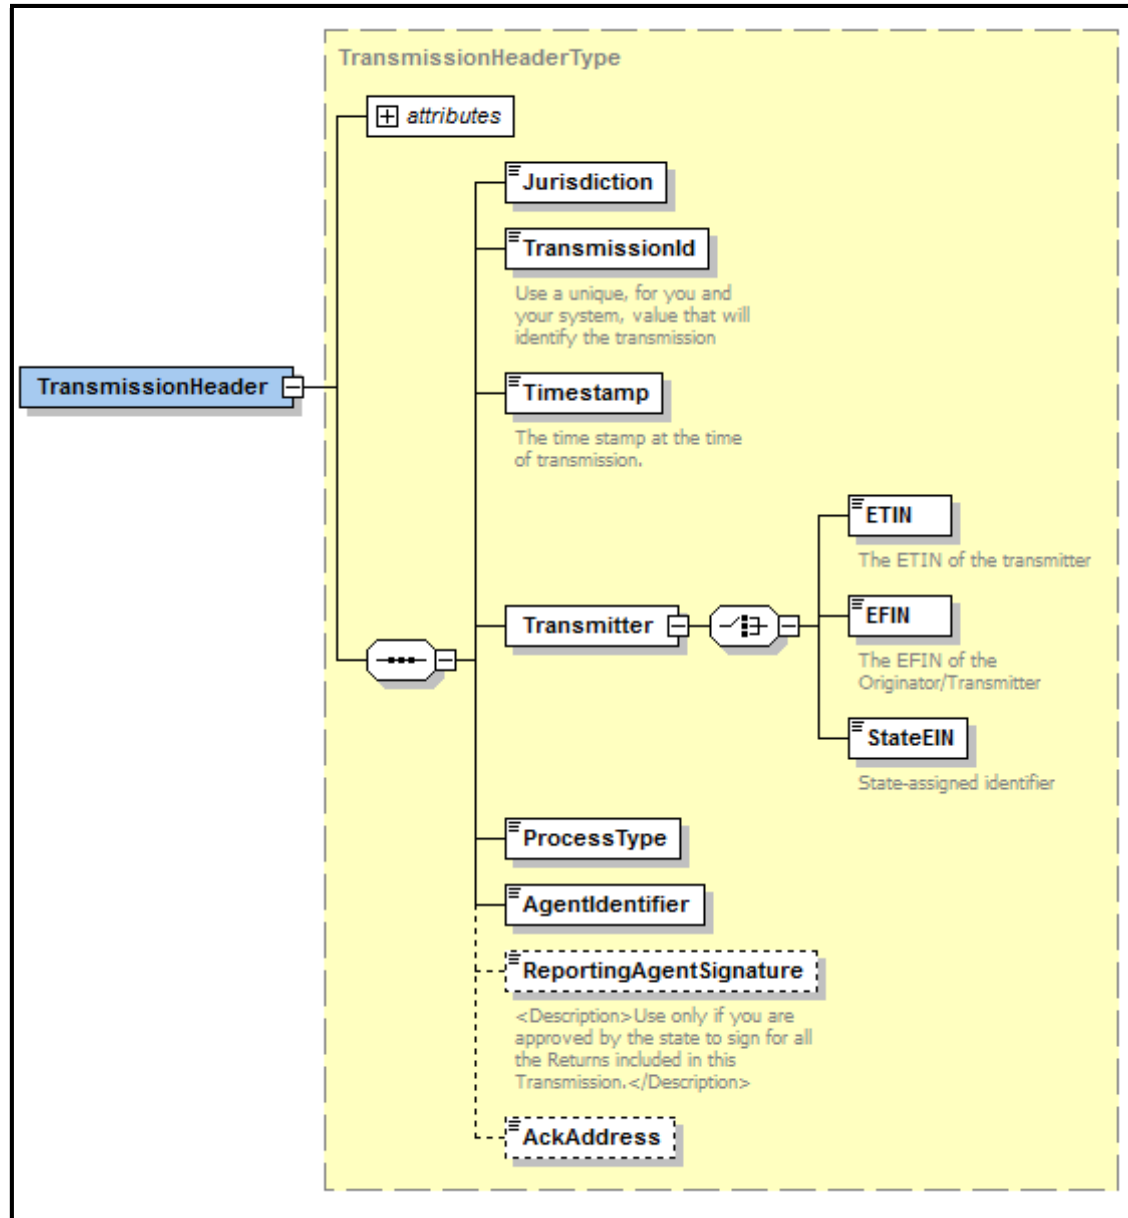 TransmissionHeaderType
attributes
Jurisdiction
TransmissionId
Use a unique, for you and
your system, value that will
identify the transmission
TransmissionHeader
Timestamp
The time stamp at the time
of transmission.
ETIN
The ETIN of the transmitter
EFIN
The EFIN of the
Originator/Transmitter
Transmitter
StateEIN
State-assigned identifier
ProcessType
AgentIdentifier
ReportingAgentSignature
<Description>Use only if you are
approved by the state to sign for all
the Returns included in this
Transmission.</Description>
AckAddress